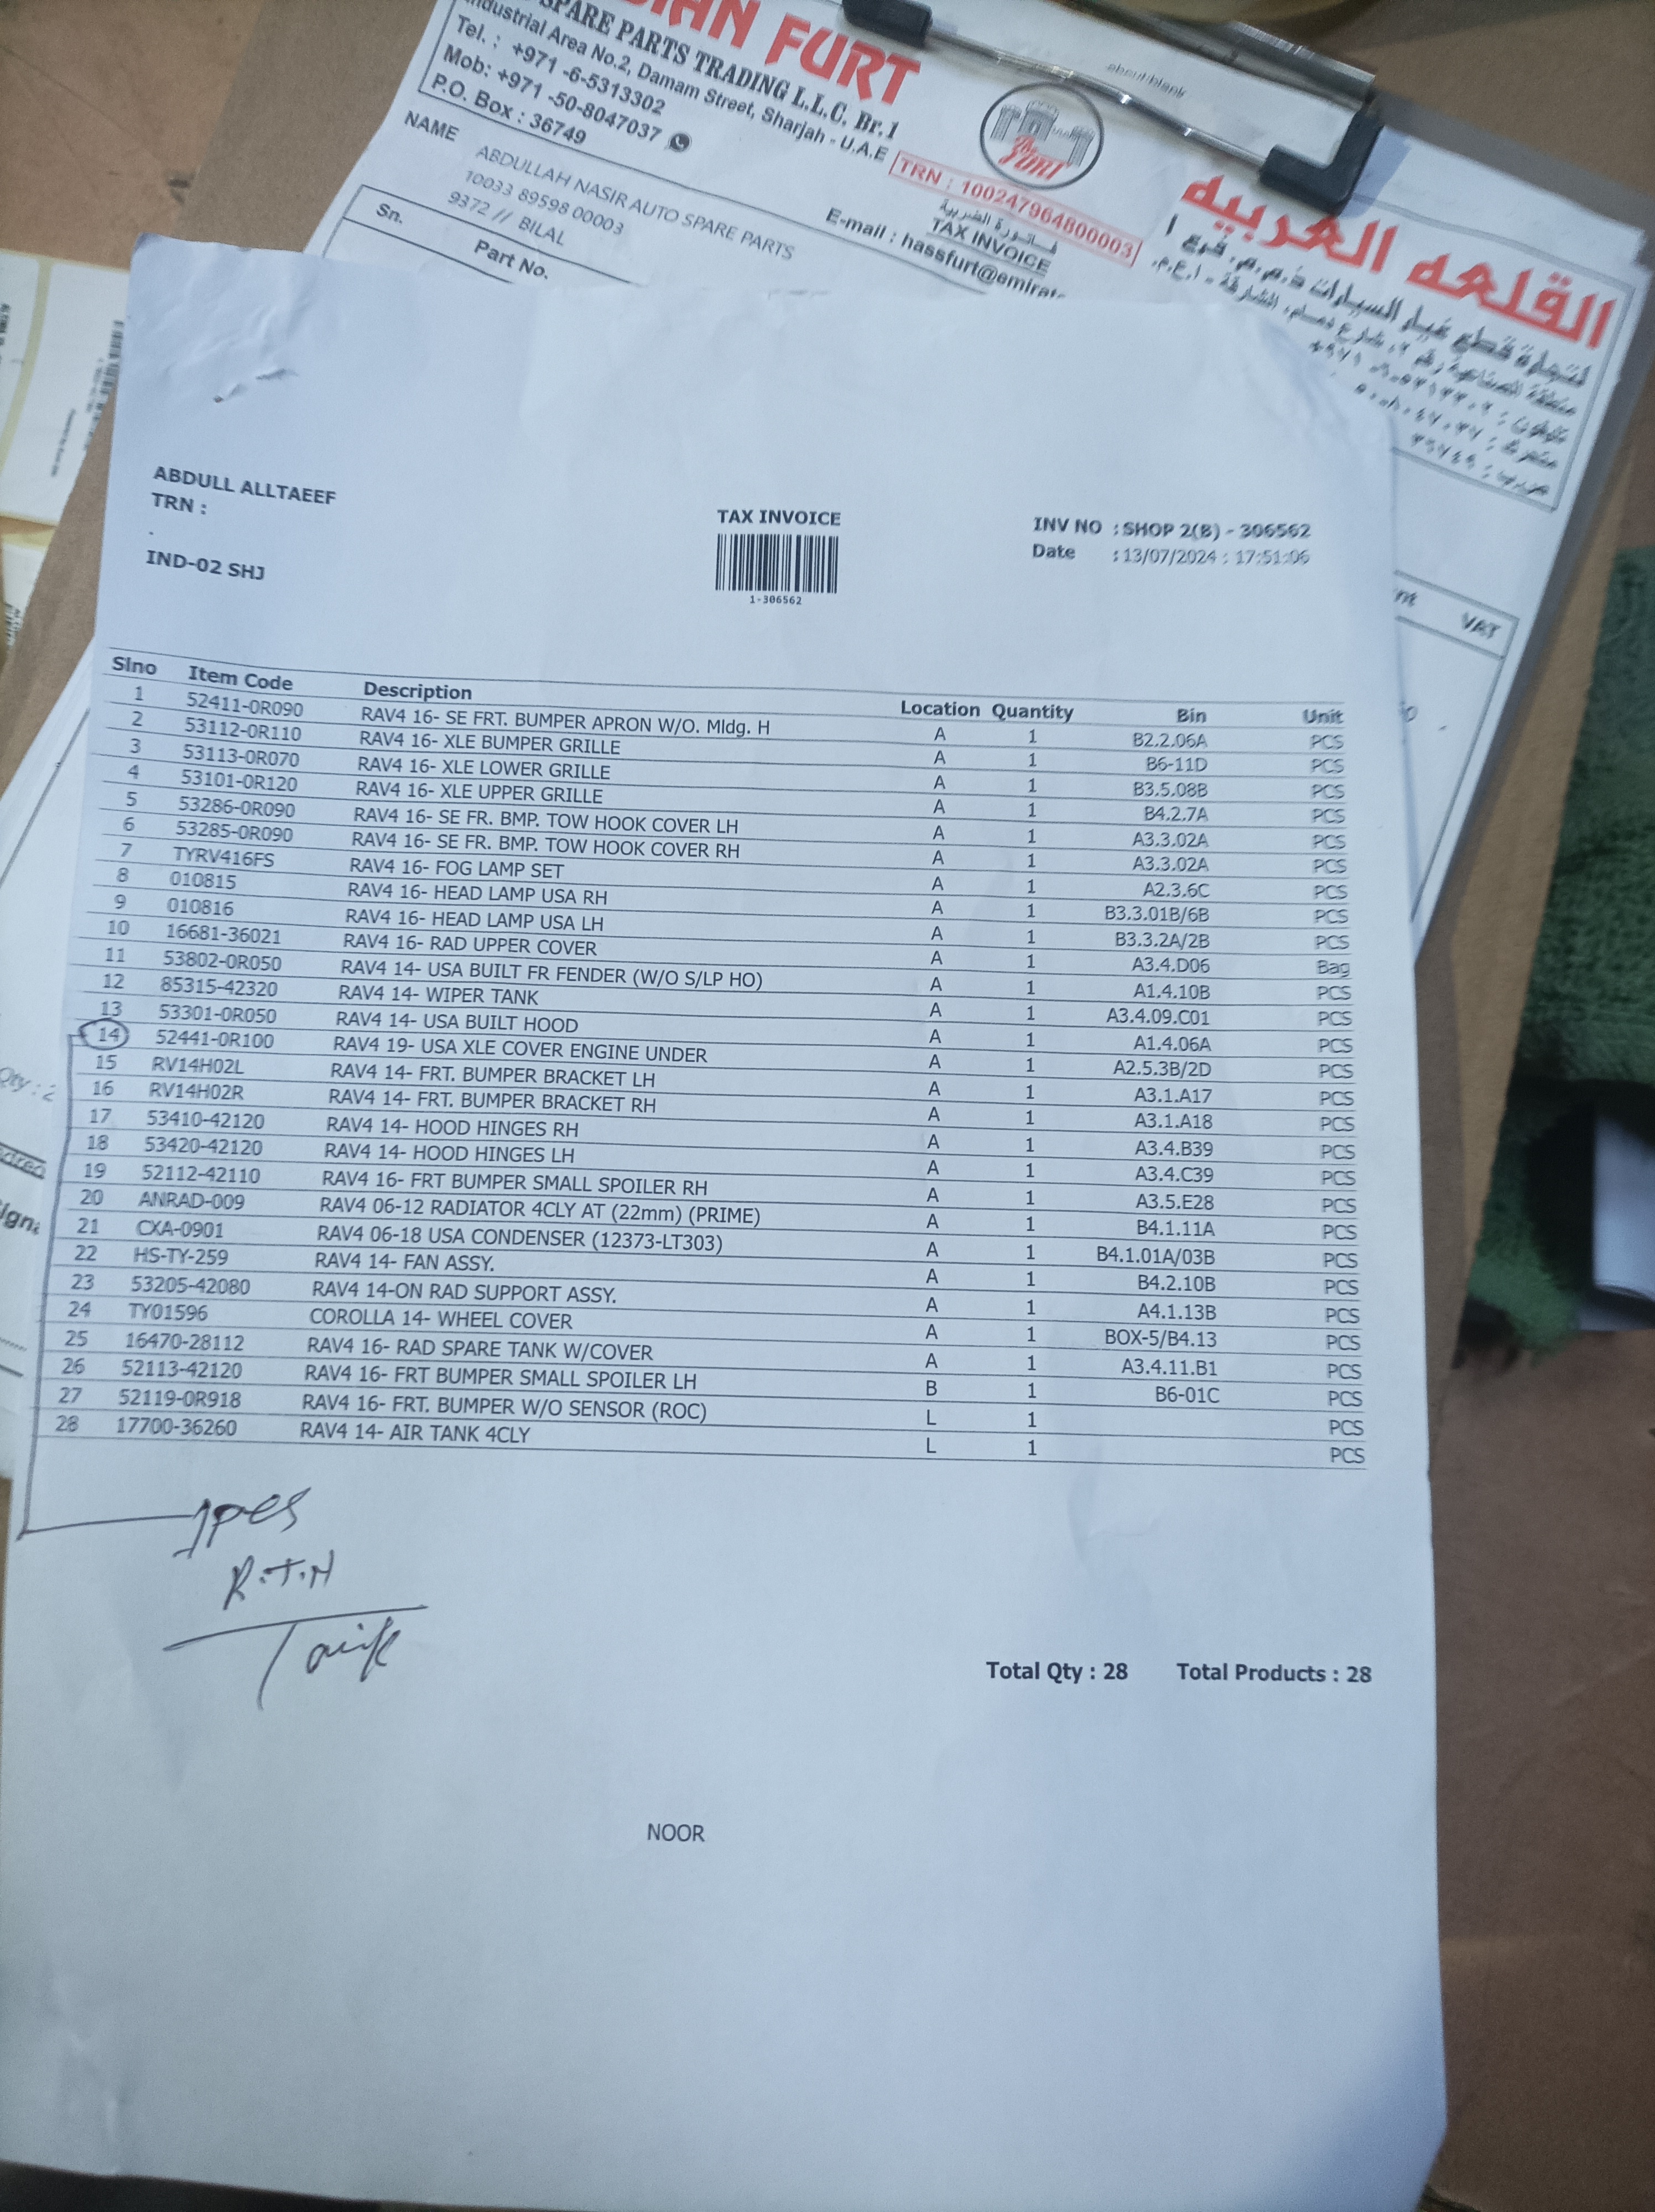 FURT
SPARE PARTS TRADING L.L.C. Br.1
Industrial Area No.2, Damam Street, Sharjah - U.A.E
Tel. : +971 -6-5313302
Mob: +971 -50-8047037
P.O. Box : 36749
E-mail : hassfurt@emirate
TRN : 100247964800003
فاتورة الضريبية
TAX INVOICE
about:blank
القلعه العربيه
لتجارة قطع غيار السيارات ذ.م.م. فرع ١
NAME
ABDULLAH NASIR AUTO SPARE PARTS
10033 89598 00003
9372 // BILAL
Sn. Part No.
VAT
ABDULL ALLTAEEF
TRN :
.
IND-02 SHJ
TAX INVOICE
1-306562
INV NO : SHOP 2(B) - 306562
Date : 13/07/2024 : 17:51:06
Slno Item Code Description Location Quantity Bin Unit
1 52411-0R090 RAV4 16- SE FRT. BUMPER APRON W/O. Mldg. H A 1 B2.2.06A PCS
2 53112-0R110 RAV4 16- XLE BUMPER GRILLE A 1 B6-11D PCS
3 53113-0R070 RAV4 16- XLE LOWER GRILLE A 1 B3.5.08B PCS
4 53101-0R120 RAV4 16- XLE UPPER GRILLE A 1 B4.2.7A PCS
5 53286-0R090 RAV4 16- SE FR. BMP. TOW HOOK COVER LH A 1 A3.3.02A PCS
6 53285-0R090 RAV4 16- SE FR. BMP. TOW HOOK COVER RH A 1 A3.3.02A PCS
7 TYRV416FS RAV4 16- FOG LAMP SET A 1 A2.3.6C PCS
8 010815 RAV4 16- HEAD LAMP USA RH A 1 B3.3.01B/6B PCS
9 010816 RAV4 16- HEAD LAMP USA LH A 1 B3.3.2A/2B PCS
10 16681-36021 RAV4 16- RAD UPPER COVER A 1 A3.4.D06 Bag
11 53802-0R050 RAV4 14- USA BUILT FR FENDER (W/O S/LP HO) A 1 A1.4.10B PCS
12 85315-42320 RAV4 14- WIPER TANK A 1 A3.4.09.C01 PCS
13 53301-0R050 RAV4 14- USA BUILT HOOD A 1 A1.4.06A PCS
14 52441-0R100 RAV4 19- USA XLE COVER ENGINE UNDER A 1 A2.5.3B/2D PCS
15 RV14H02L RAV4 14- FRT. BUMPER BRACKET LH A 1 A3.1.A17 PCS
16 RV14H02R RAV4 14- FRT. BUMPER BRACKET RH A 1 A3.1.A18 PCS
17 53410-42120 RAV4 14- HOOD HINGES RH A 1 A3.4.B39 PCS
18 53420-42120 RAV4 14- HOOD HINGES LH A 1 A3.4.C39 PCS
19 52112-42110 RAV4 16- FRT BUMPER SMALL SPOILER RH A 1 A3.5.E28 PCS
20 ANRAD-009 RAV4 06-12 RADIATOR 4CLY AT (22mm) (PRIME) A 1 B4.1.11A PCS
21 CXA-0901 RAV4 06-18 USA CONDENSER (12373-LT303) A 1 B4.1.01A/03B PCS
22 HS-TY-259 RAV4 14- FAN ASSY. A 1 B4.2.10B PCS
23 53205-42080 RAV4 14-ON RAD SUPPORT ASSY. A 1 A4.1.13B PCS
24 TY01596 COROLLA 14- WHEEL COVER A 1 BOX-5/B4.13 PCS
25 16470-28112 RAV4 16- RAD SPARE TANK W/COVER A 1 A3.4.11.B1 PCS
26 52113-42120 RAV4 16- FRT BUMPER SMALL SPOILER LH B 1 B6-01C PCS
27 52119-0R918 RAV4 16- FRT. BUMPER W/O SENSOR (ROC) L 1 PCS
28 17700-36260 RAV4 14- AIR TANK 4CLY L 1 PCS
1pcs
R.T.N
Tarik
Total Qty : 28 Total Products : 28
NOOR
Qty : 2